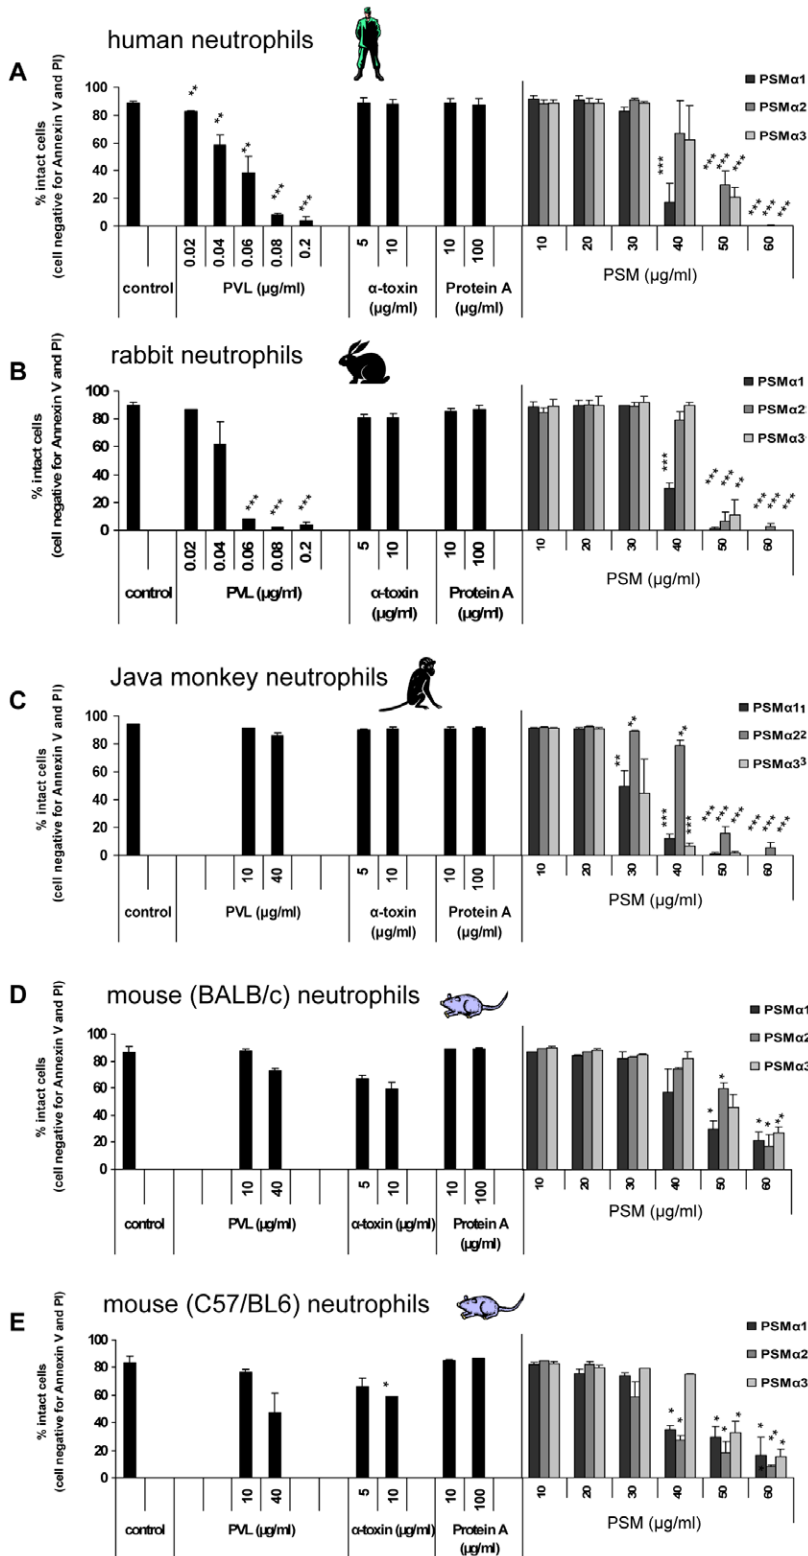 human neutrophils
A
% intact cells
(cell negative for Annexin V and PI)
100
80
60
40
20
0
** ** ** *** ***
*** *** *** *** *** *** ***
PSMα1
PSMα2
PSMα3
0.02 0.04 0.06 0.08 0.2 5 10 10 100 10 20 30 40 50 60
control PVL (µg/ml) α-toxin Protein A PSM (µg/ml)
(µg/ml) (µg/ml)
rabbit neutrophils
B
% intact cells
(cell negative for Annexin V and PI)
100
80
60
40
20
0
*** *** ***
*** *** *** ** *** *** ***
PSMα1
PSMα2
PSMα3
0.02 0.04 0.06 0.08 0.2 5 10 10 100 10 20 30 40 50 60
control PVL (µg/ml) α-toxin Protein A PSM (µg/ml)
(µg/ml) (µg/ml)
Java monkey neutrophils
C
% intact cells
(cell negative for Annexin V and PI)
100
80
60
40
20
0
** ** *** ** *** *** *** *** *** *** ***
PSMα11
PSMα22
PSMα33
10 40 5 10 10 100 10 20 30 40 50 60
control PVL (µg/ml) α-toxin Protein A PSM (µg/ml)
(µg/ml) (µg/ml)
mouse (BALB/c) neutrophils
D
% intact cells
(cell negative for Annexin V and PI)
100
80
60
40
20
0
* * * * **
PSMα1
PSMα2
PSMα3
10 40 5 10 10 100 10 20 30 40 50 60
control PVL (µg/ml) α-toxin (µg/ml) Protein A PSM (µg/ml)
(µg/ml)
mouse (C57/BL6) neutrophils
E
% intact cells
(cell negative for Annexin V and PI)
100
80
60
40
20
0
*
* * * * * * * ** *
PSMα1
PSMα2
PSMα3
10 40 5 10 10 100 10 20 30 40 50 60
control PVL (µg/ml) α-toxin (µg/ml) Protein A PSM (µg/ml)
(µg/ml)